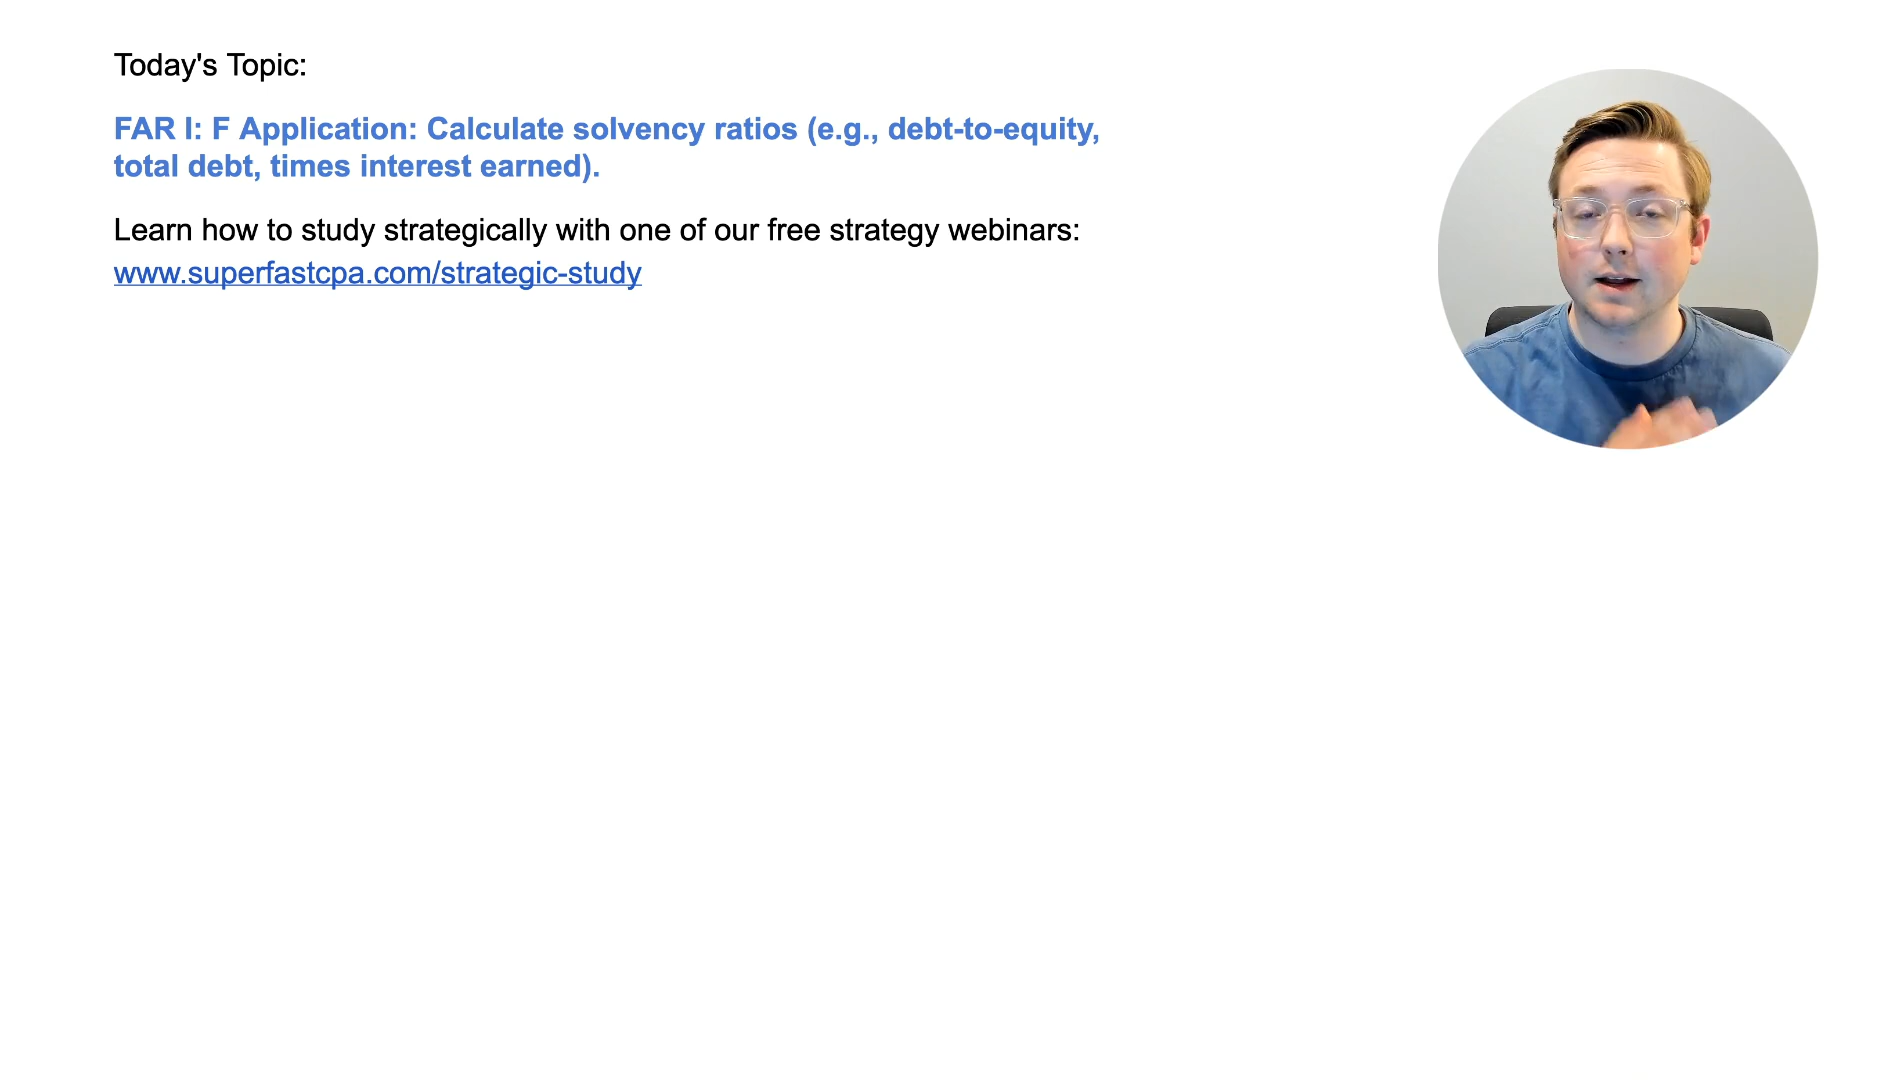 Today's Topic:
FAR I: F Application: Calculate solvency ratios (e.g., debt-to-equity,
total debt, times interest earned).
Learn how to study strategically with one of our free strategy webinars:
www.superfastcpa.com/strategic-study